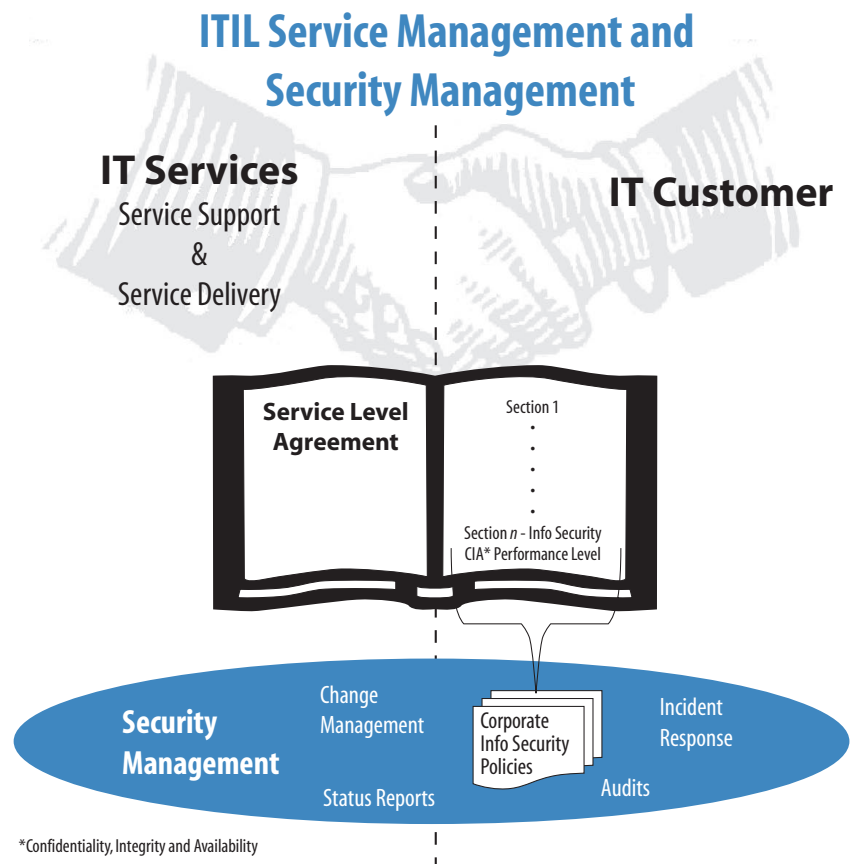 ITIL Service Management and
Security Management
IT Services
Service Support
&
Service Delivery
IT Customer
Service Level
Agreement
Section 1
Section n - Info Security
CIA* Performance Level
Security
Management
Change
Management
Status Reports
Corporate
Info Security
Policies
Incident
Response
Audits
*Confidentiality, Integrity and Availability